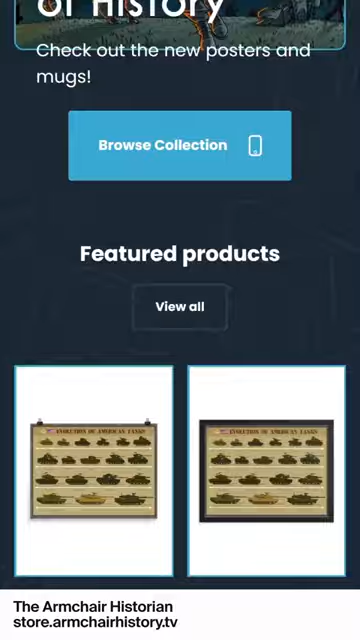 of History
Check out the new posters and
mugs!
Browse Collection
Featured products
View all
EVOLUTION OF AMERICAN TANKS
EVOLUTION OF AMERICAN TANKS
The Armchair Historian
store.armchairhistory.tv